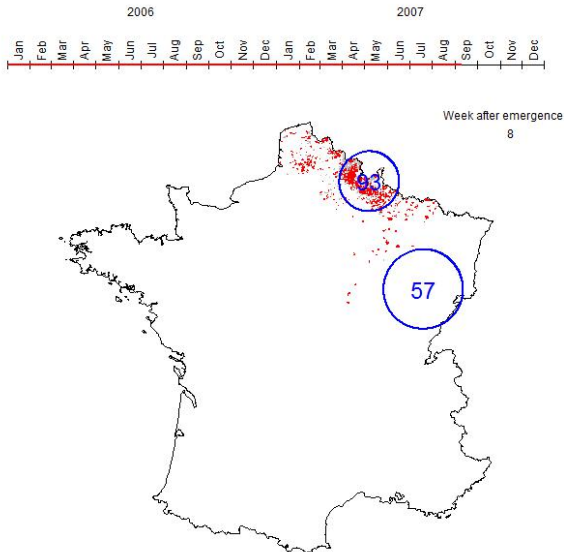 2006 2007
Jan Feb Mar Apr May Jun Jul Aug Sep Oct Nov Dec Jan Feb Mar Apr May Jun Jul Aug Sep Oct Nov Dec
Week after emergence
8
93
57